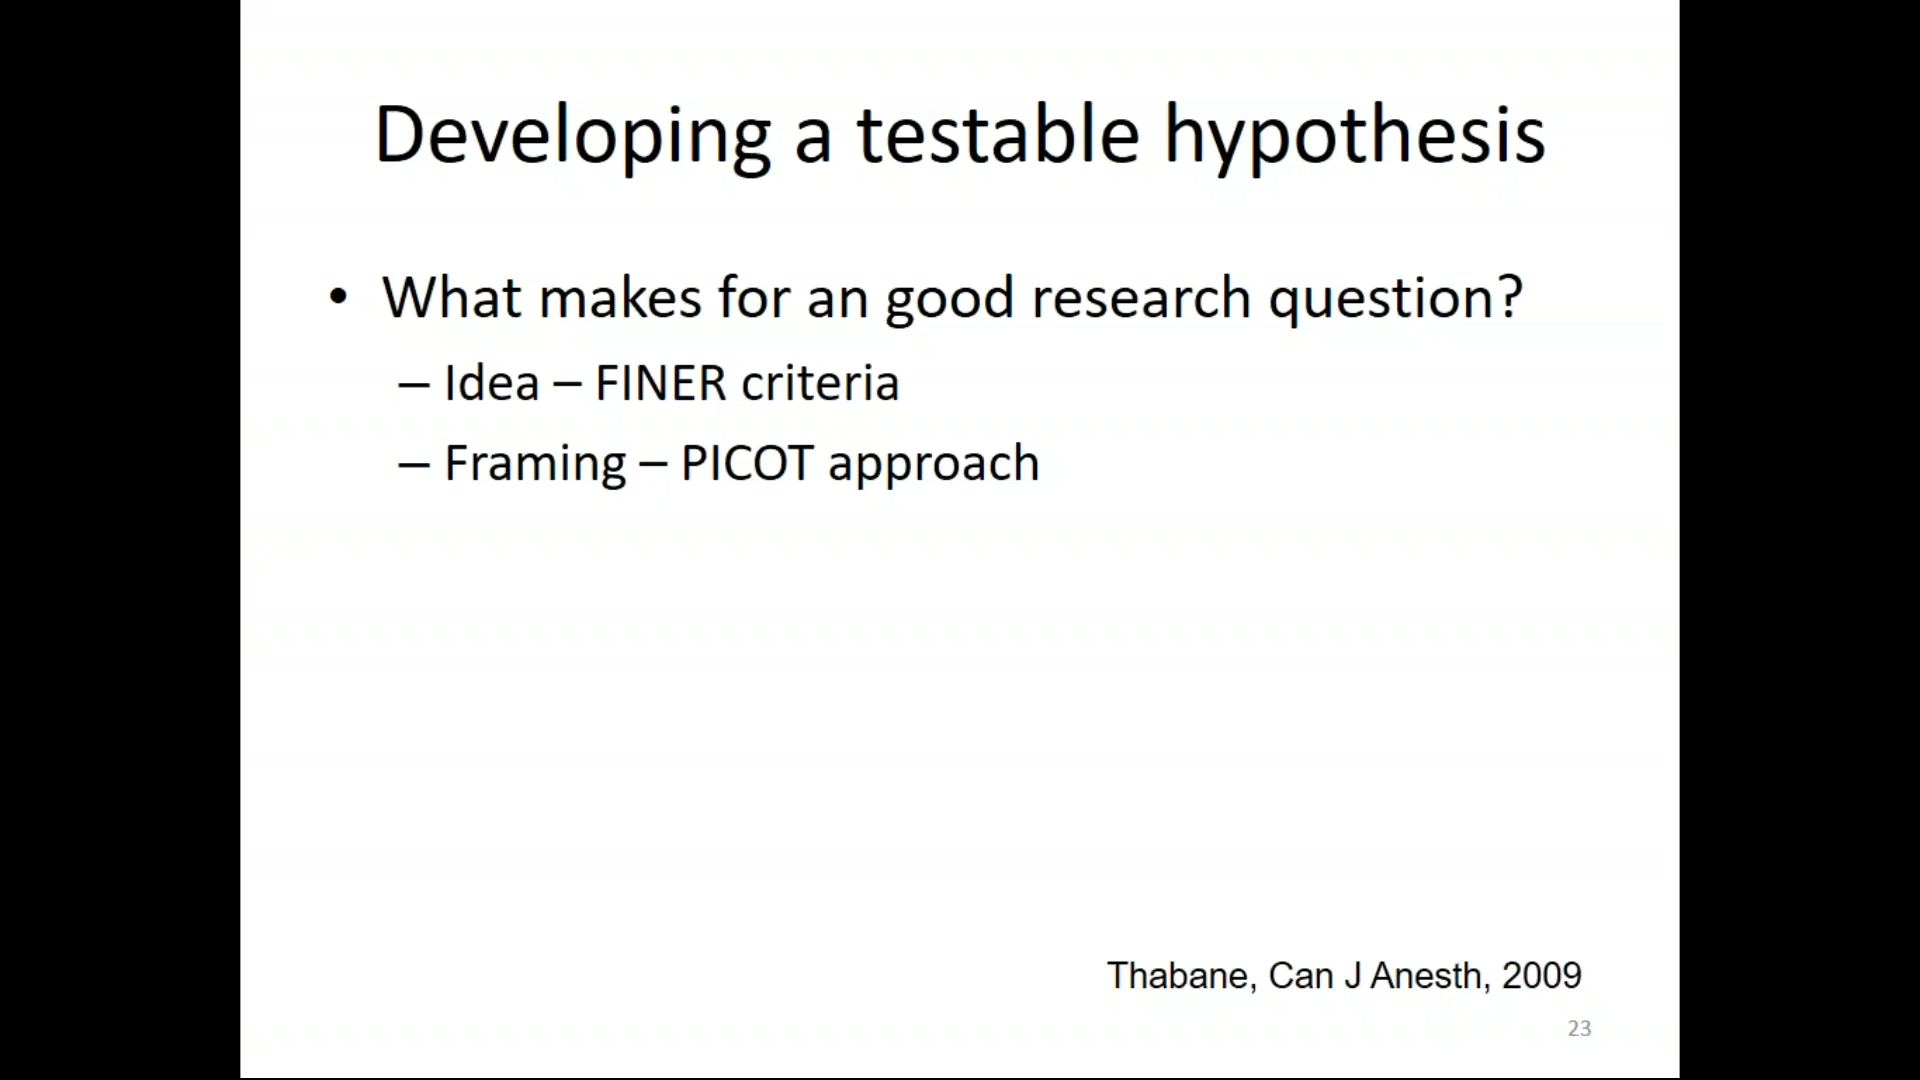 Developing a testable hypothesis
• What makes for an good research question?
– Idea – FINER criteria
– Framing – PICOT approach
Thabane, Can J Anesth, 2009
23